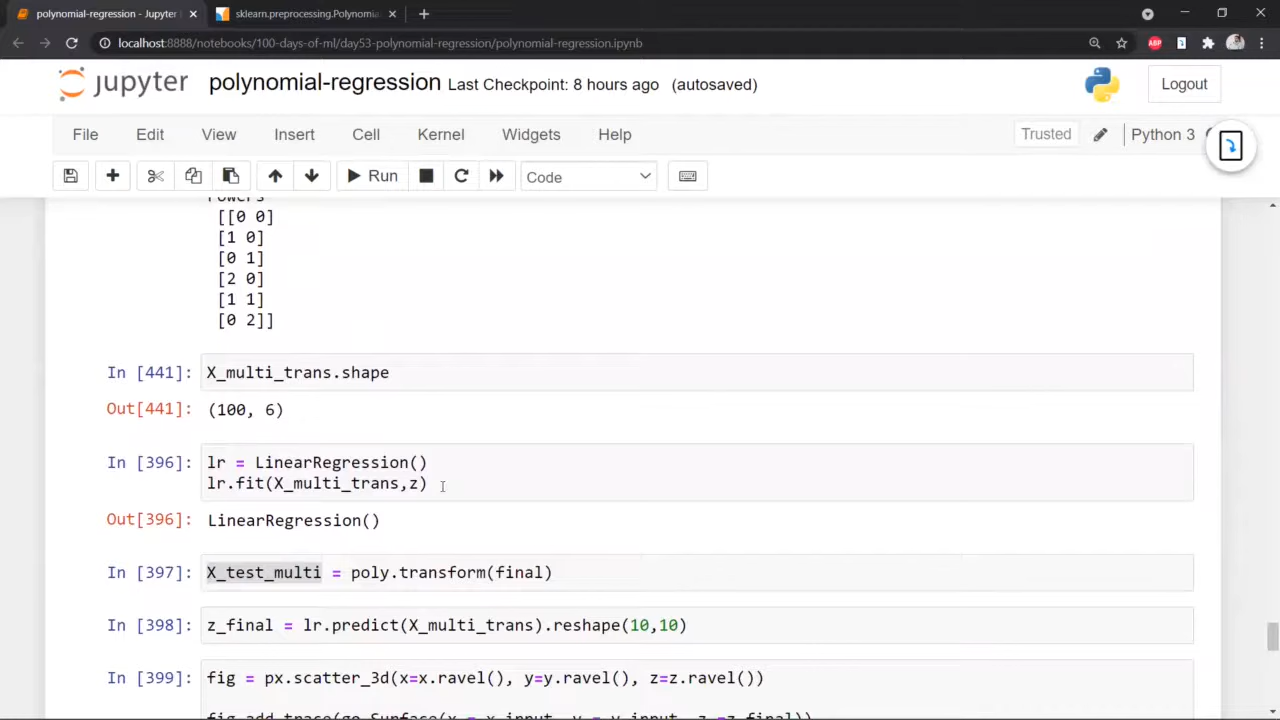 polynomial-regression - Jupyter
sklearn.preprocessing.Polynomial
localhost:8888/notebooks/100-days-of-ml/day53-polynomial-regression/polynomial-regression.ipynb
ABP
jupyter polynomial-regression Last Checkpoint: 8 hours ago (autosaved)
Logout
File Edit View Insert Cell Kernel Widgets Help
Trusted Python 3
Run Code
Powers
[[0 0]
[1 0]
[0 1]
[2 0]
[1 1]
[0 2]]
In [441]: X_multi_trans.shape
Out[441]: (100, 6)
In [396]: lr = LinearRegression()
lr.fit(X_multi_trans,z)
Out[396]: LinearRegression()
In [397]: X_test_multi = poly.transform(final)
In [398]: z_final = lr.predict(X_multi_trans).reshape(10,10)
In [399]: fig = px.scatter_3d(x=x.ravel(), y=y.ravel(), z=z.ravel())
fig.add_trace(go.Surface(x = x_input, y = y_input, z =z_final))